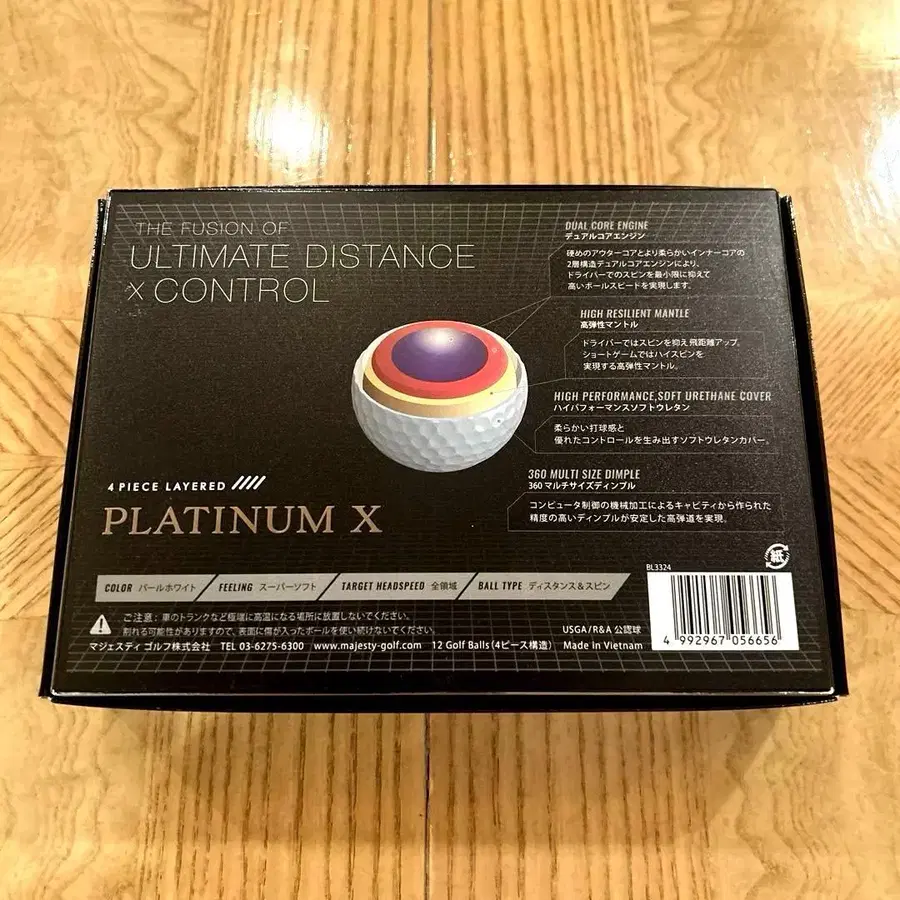 THE FUSION OF
ULTIMATE DISTANCE
× CONTROL
DUAL CORE ENGINE
デュアルコアエンジン
硬めのアウターコアとより柔らかいインナーコアの
2層構造デュアルコアエンジンにより、
ドライバーでのスピンを最小限に抑えて
高いボールスピードを実現します。
HIGH RESILIENT MANTLE
高弾性マントル
ドライバーではスピンを抑え飛距離アップ。
ショートゲームではハイスピンを
実現する高弾性マントル。
HIGH PERFORMANCE,SOFT URETHANE COVER
ハイパフォーマンスソフトウレタン
柔らかい打球感と
優れたコントロールを生み出すソフトウレタンカバー。
360 MULTI SIZE DIMPLE
360 マルチサイズディンプル
コンピュータ制御の機械加工によるキャビティから作られた
精度の高いディンプルが安定した高弾道を実現。
4 PIECE LAYERED
PLATINUM X
紙
COLOR パールホワイト FEELING スーパーソフト TARGET HEADSPEED 全領域 BALL TYPE ディスタンス&スピン
BL3324
4 992967 056656
ご注意:車のトランクなど極端に高温になる場所に放置しないでください。
割れる可能性がありますので、表面に傷が入ったボールを使い続けないでください。
USGA/R&A 公認球
マジェスティ ゴルフ株式会社 TEL 03-6275-6300 www.majesty-golf.com 12 Golf Balls(4ピース構造) Made in Vietnam